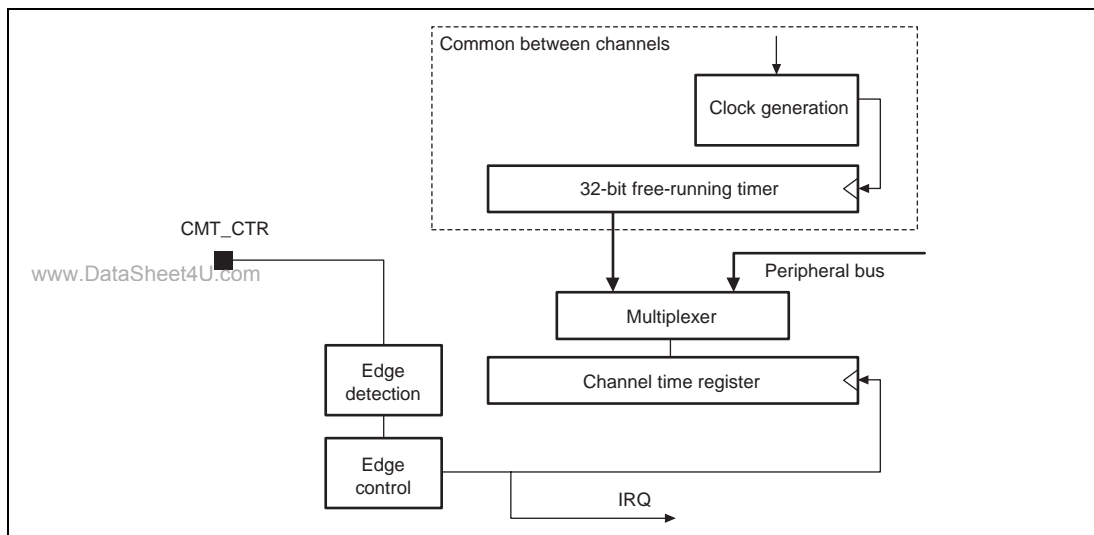 Common between channels
Clock generation
32-bit free-running timer
CMT_CTR
www.DataSheet4U.com
Peripheral bus
Multiplexer
Edge
detection
Channel time register
Edge
control
IRQ